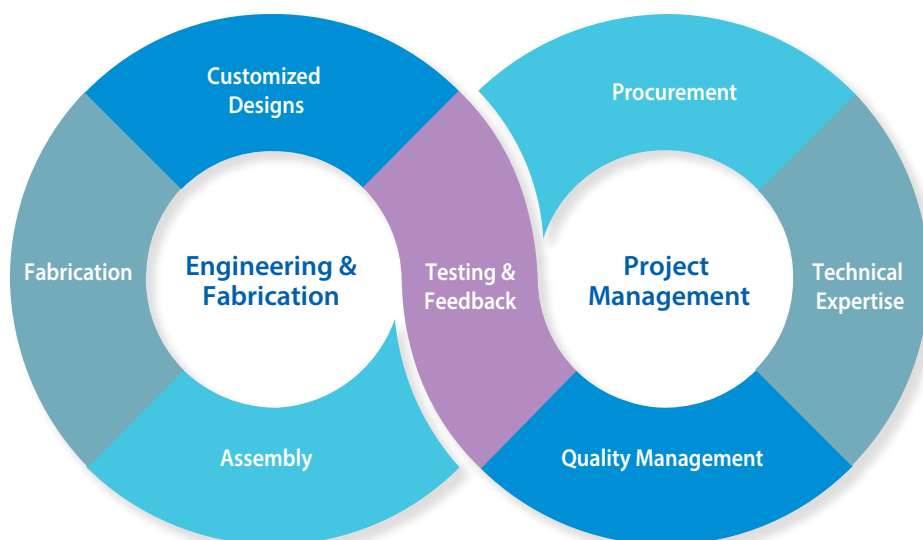 Customized
Designs
Procurement
Fabrication
Engineering &
Fabrication
Testing &
Feedback
Project
Management
Technical
Expertise
Assembly
Quality Management